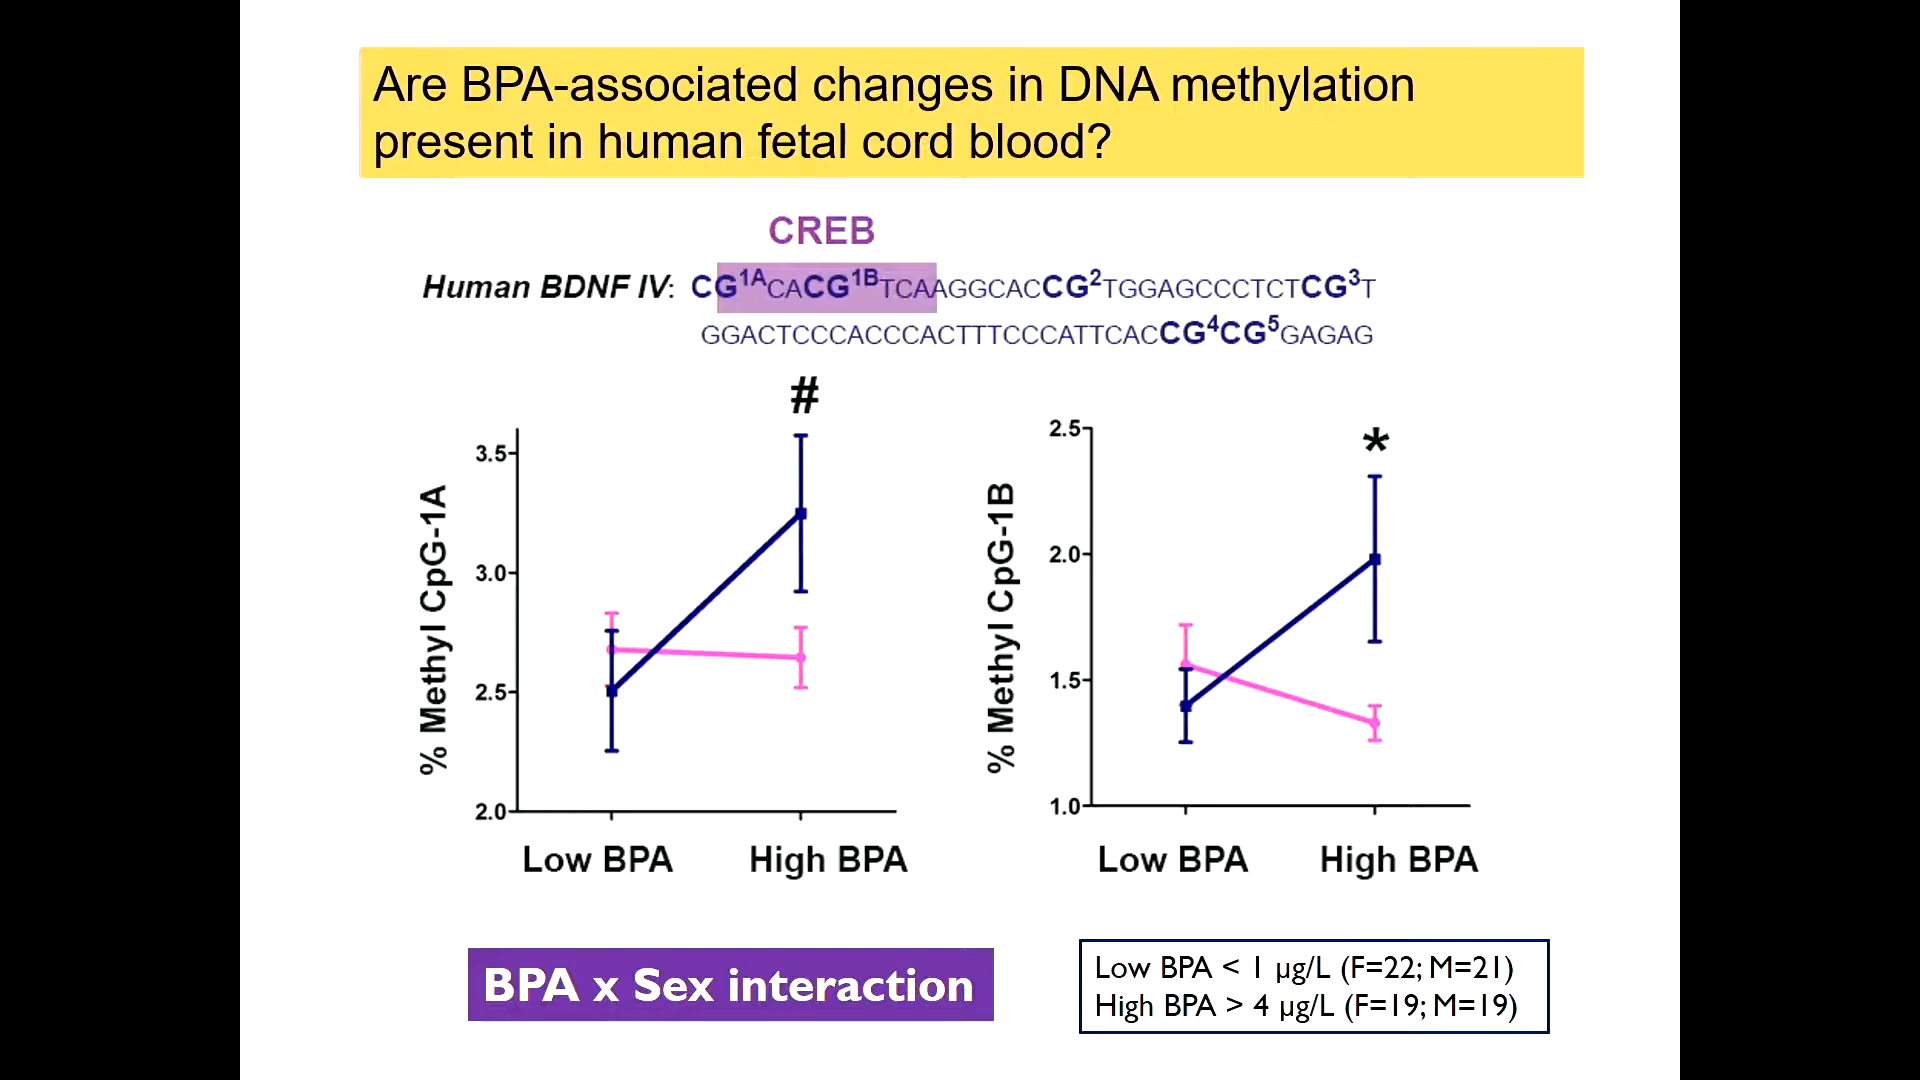 Are BPA-associated changes in DNA methylation
present in human fetal cord blood?
CREB
Human BDNF IV: CG1ACACG1BTCAAGGCACCG2TGGAGCCCTCTCG3T
GGACTCCCACCCACTTTCCCATTCACCG4CG5GAGAG
#
3.5
3.0
2.5
2.0
% Methyl CpG-1A
Low BPA
High BPA
*
2.5
2.0
1.5
1.0
% Methyl CpG-1B
Low BPA
High BPA
BPA x Sex interaction
Low BPA < 1 µg/L (F=22; M=21)
High BPA > 4 µg/L (F=19; M=19)